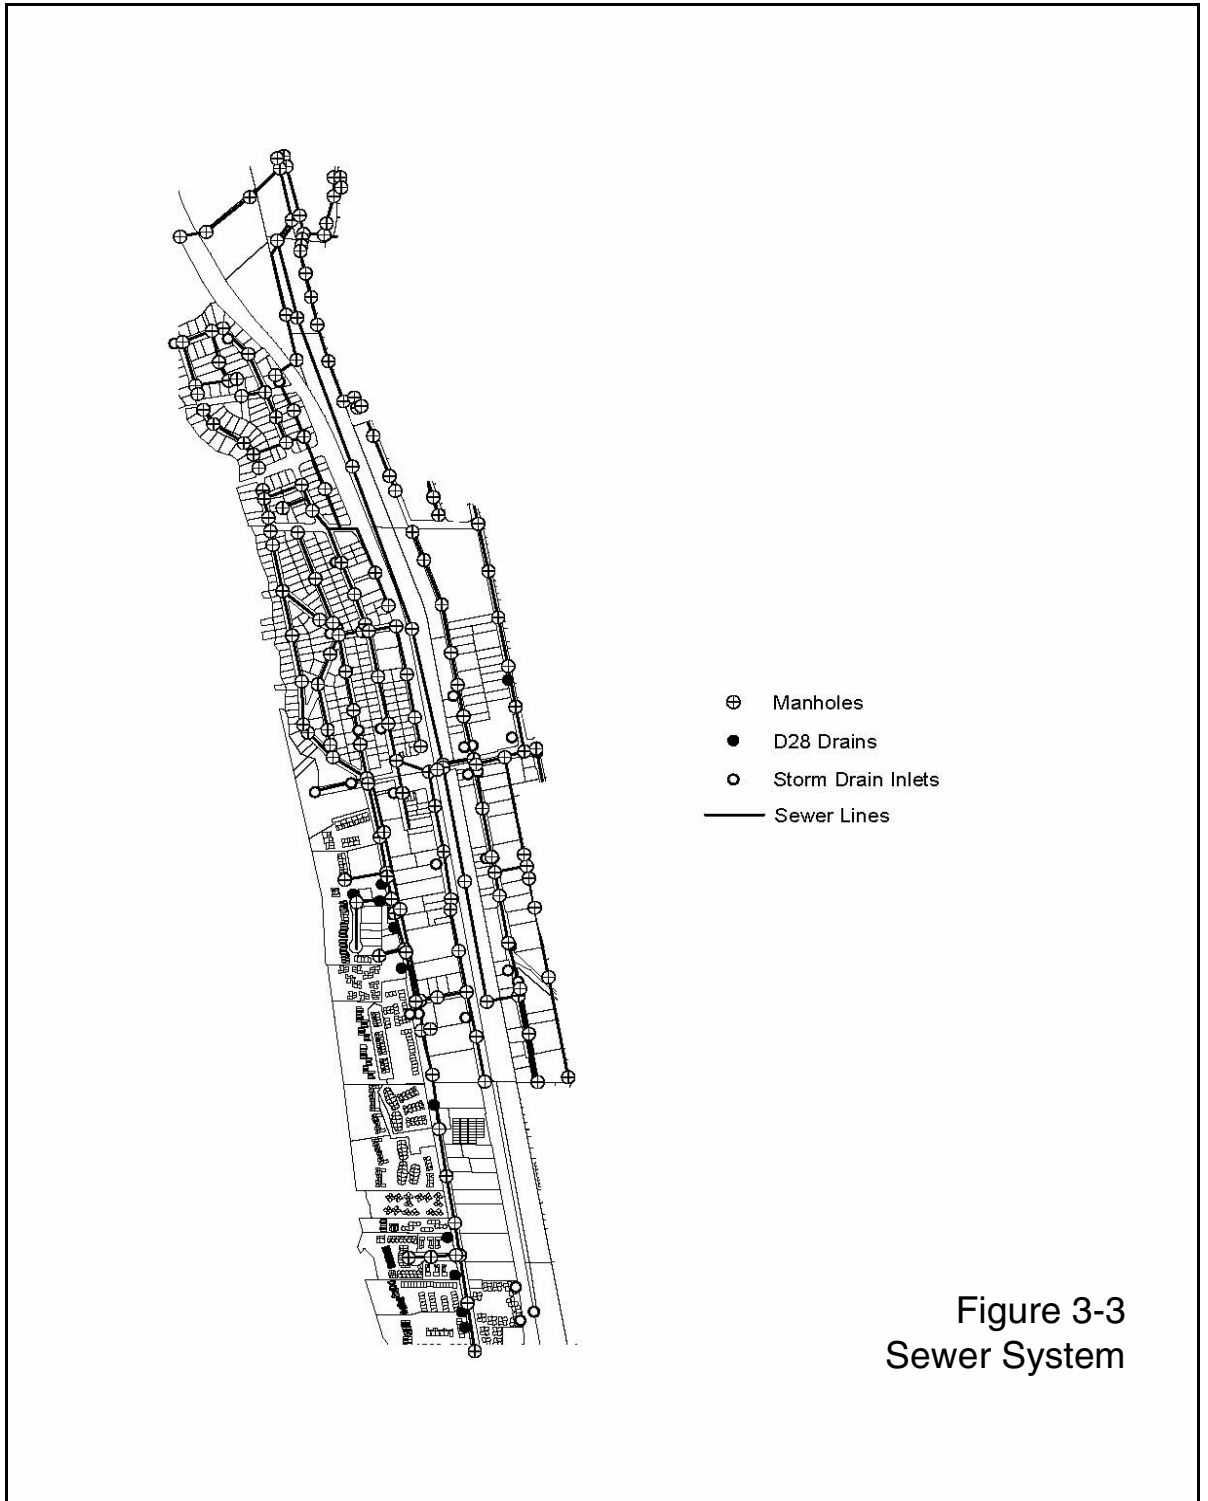 Manholes
D28 Drains
Storm Drain Inlets
Sewer Lines
Figure 3-3
Sewer System